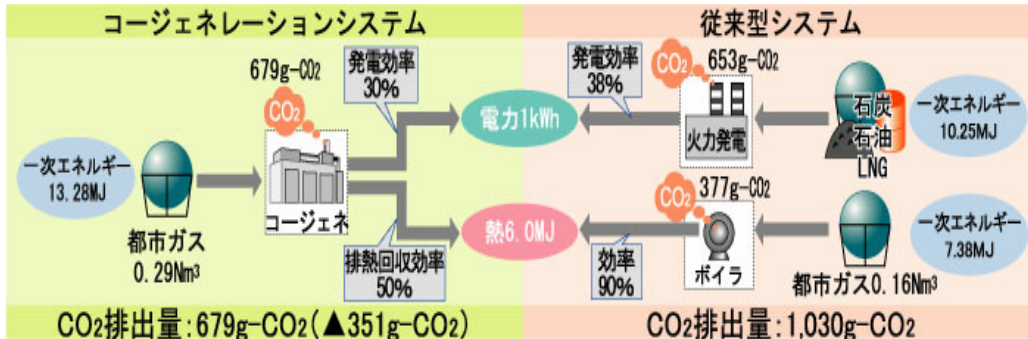 コージェネレーションシステム
679g-CO₂
CO₂
発電効率
30%
一次エネルギー
13.28MJ
都市ガス
0.29Nm³
コージェネ
排熱回収効率
50%
CO₂排出量:679g-CO₂(▲351g-CO₂)
電力1kWh
熱6.0MJ
従来型システム
発電効率
38%
CO₂
653g-CO₂
火力発電
石炭
石油
LNG
一次エネルギー
10.25MJ
CO₂
377g-CO₂
効率
90%
ボイラ
都市ガス0.16Nm³
一次エネルギー
7.38MJ
CO₂排出量:1,030g-CO₂